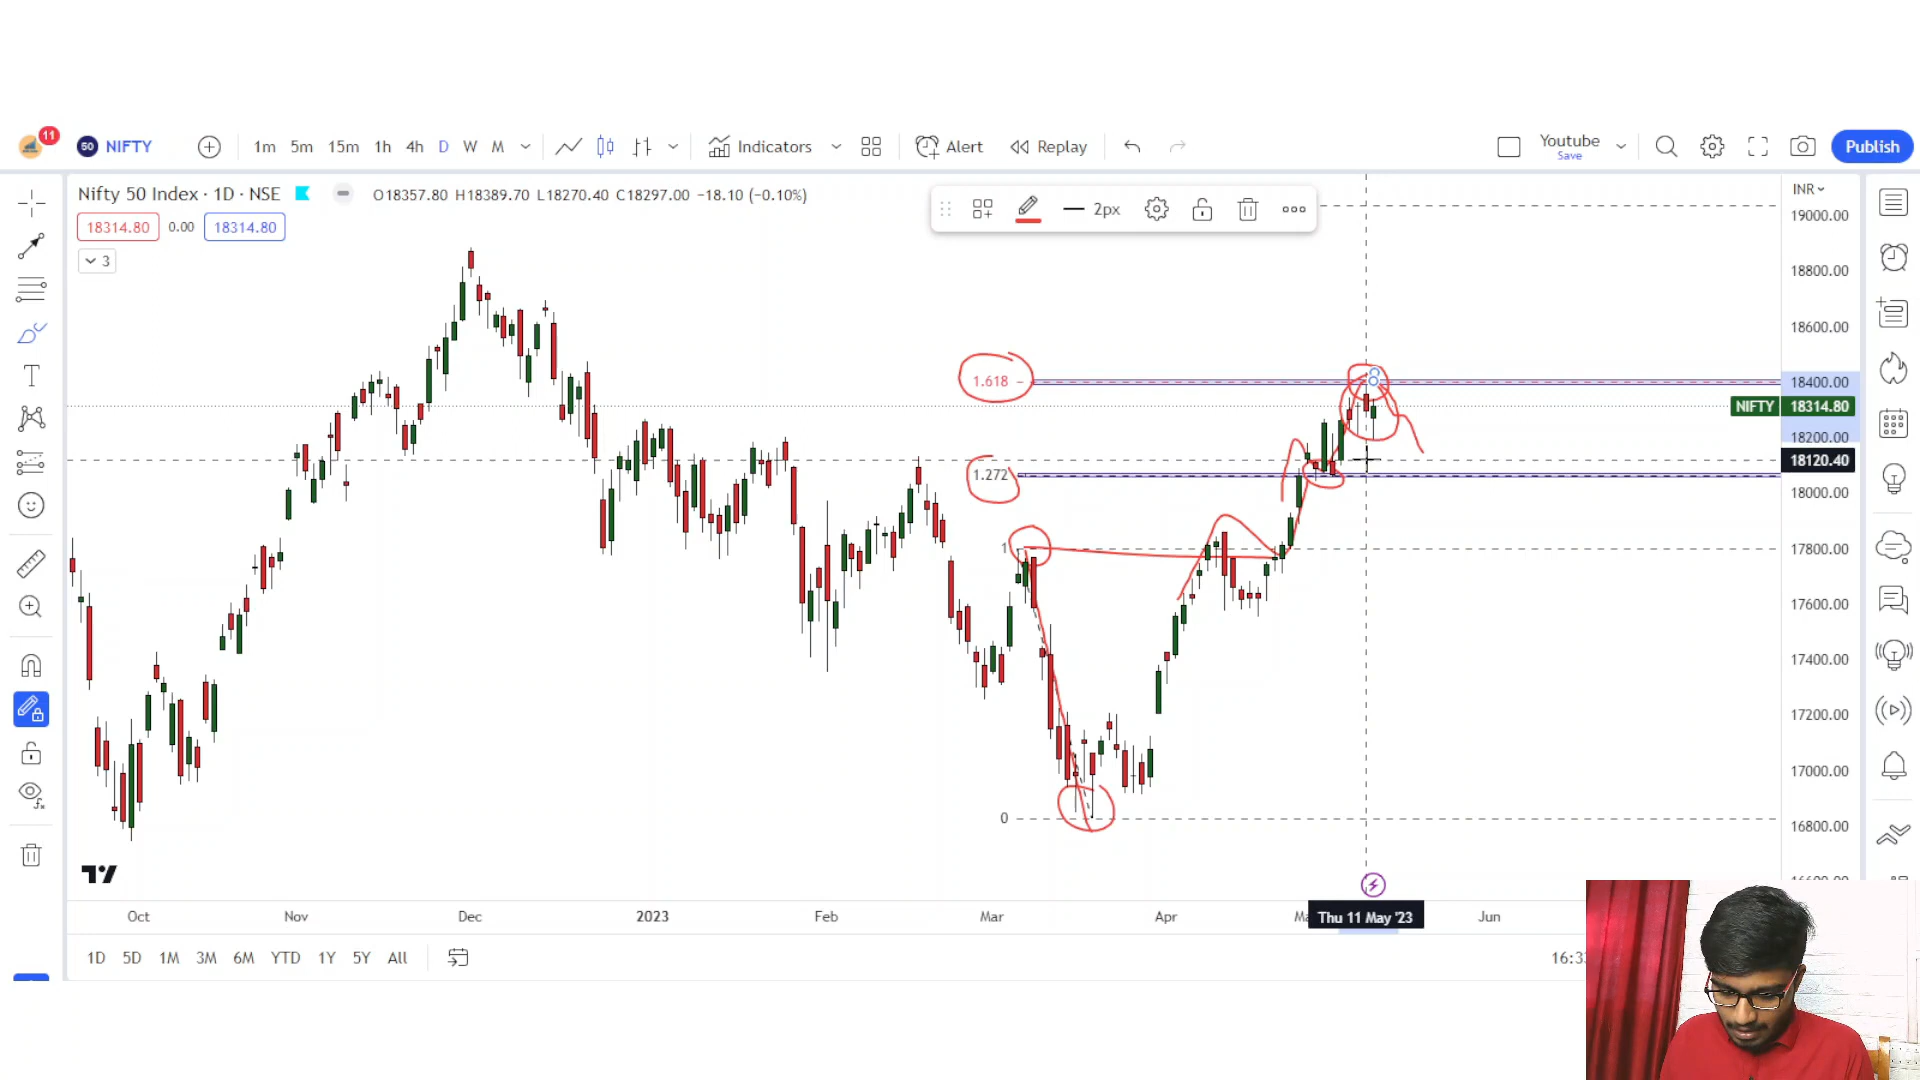 11 50 NIFTY 1m 5m 15m 1h 4h D W M Indicators Alert Replay Youtube Save Publish
Nifty 50 Index · 1D · NSE O18357.80 H18389.70 L18270.40 C18297.00 −18.10 (−0.10%)
18314.80 0.00 18314.80
3
2px
INR
19000.00
18800.00
18600.00
1.618
18400.00
NIFTY 18314.80
18200.00
18120.40
1.272
18000.00
1
17800.00
17600.00
17400.00
17200.00
17000.00
0
16800.00
Oct Nov Dec 2023 Feb Mar Apr Thu 11 May '23 Jun
1D 5D 1M 3M 6M YTD 1Y 5Y All